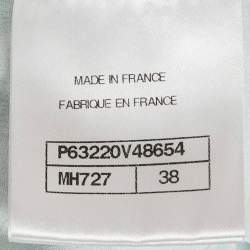 MADE IN FRANCE
FABRIQUE EN FRANCE
P63220V48654
MH727 38